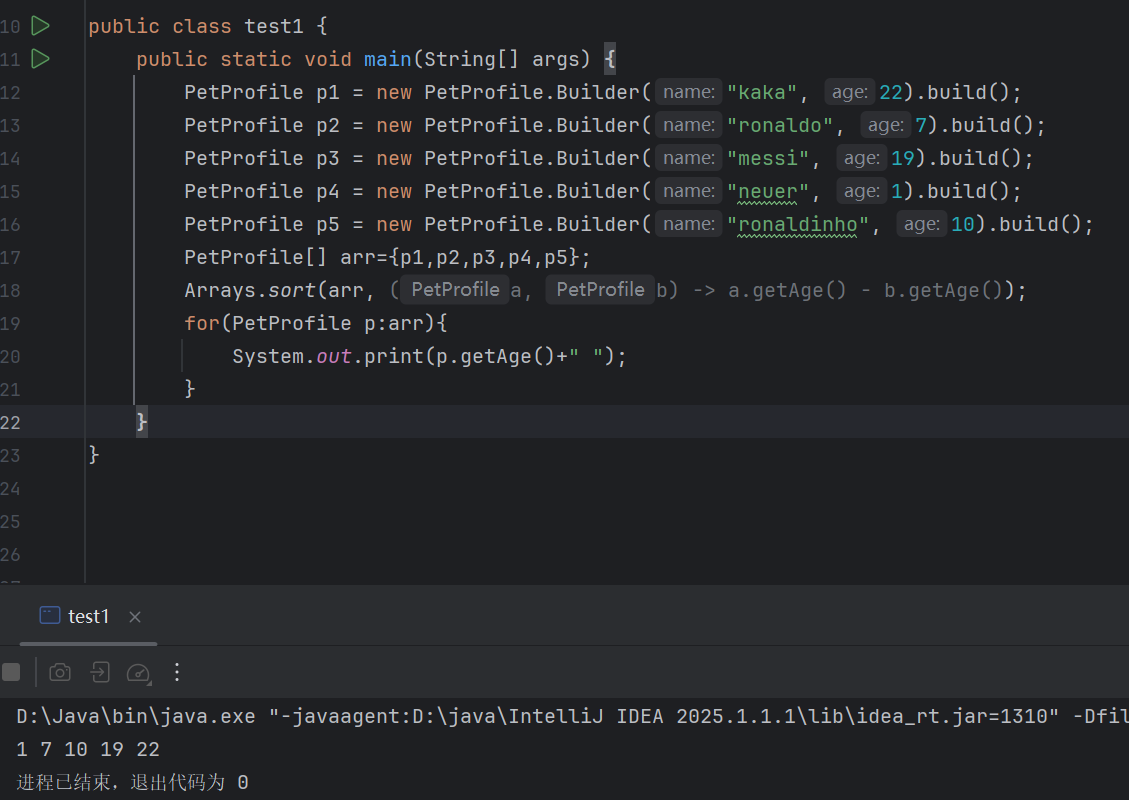 10 public class test1 {
11 public static void main(String[] args) {
12 PetProfile p1 = new PetProfile.Builder( name: "kaka", age: 22).build();
13 PetProfile p2 = new PetProfile.Builder( name: "ronaldo", age: 7).build();
14 PetProfile p3 = new PetProfile.Builder( name: "messi", age: 19).build();
15 PetProfile p4 = new PetProfile.Builder( name: "neuer", age: 1).build();
16 PetProfile p5 = new PetProfile.Builder( name: "ronaldinho", age: 10).build();
17 PetProfile[] arr={p1,p2,p3,p4,p5};
18 Arrays.sort(arr, ( PetProfile a, PetProfile b) -> a.getAge() - b.getAge());
19 for(PetProfile p:arr){
20 System.out.print(p.getAge()+" ");
21 }
22 }
23 }
24
25
26
test1
D:\Java\bin\java.exe "-javaagent:D:\java\IntelliJ IDEA 2025.1.1.1\lib\idea_rt.jar=1310" -Dfil
1 7 10 19 22
进程已结束，退出代码为 0